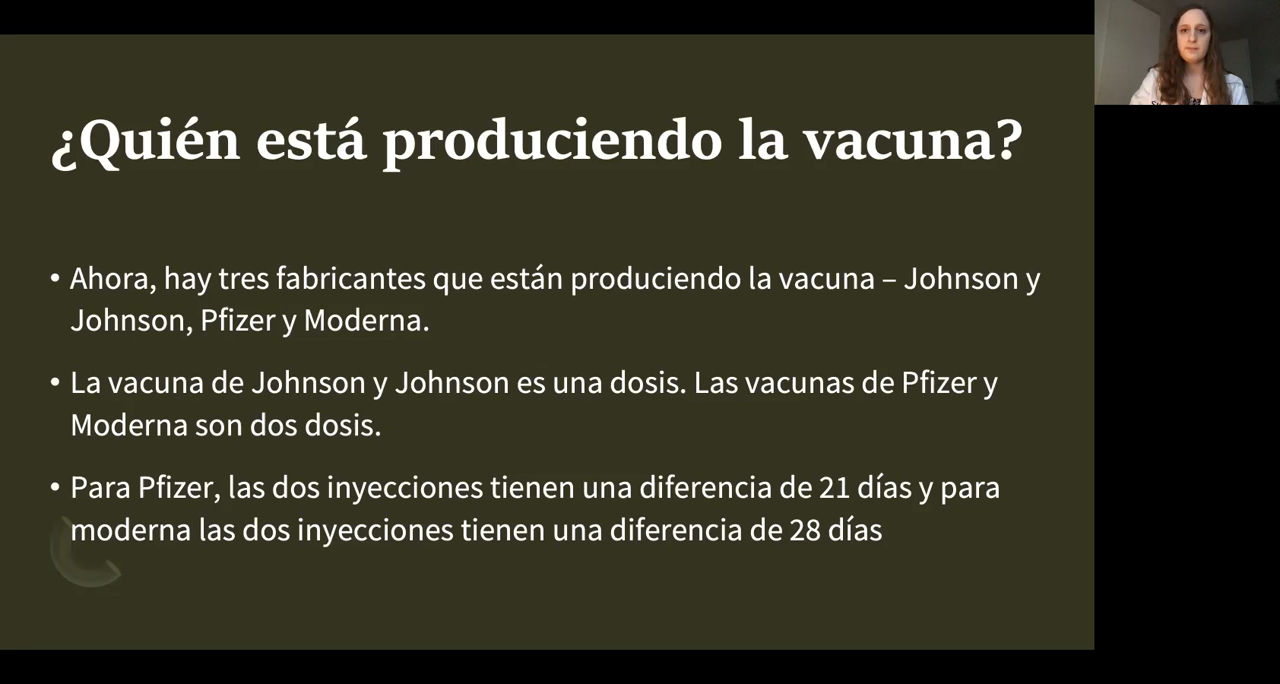 ¿Quién está produciendo la vacuna?
• Ahora, hay tres fabricantes que están produciendo la vacuna – Johnson y
Johnson, Pfizer y Moderna.
• La vacuna de Johnson y Johnson es una dosis. Las vacunas de Pfizer y
Moderna son dos dosis.
• Para Pfizer, las dos inyecciones tienen una diferencia de 21 días y para
moderna las dos inyecciones tienen una diferencia de 28 días